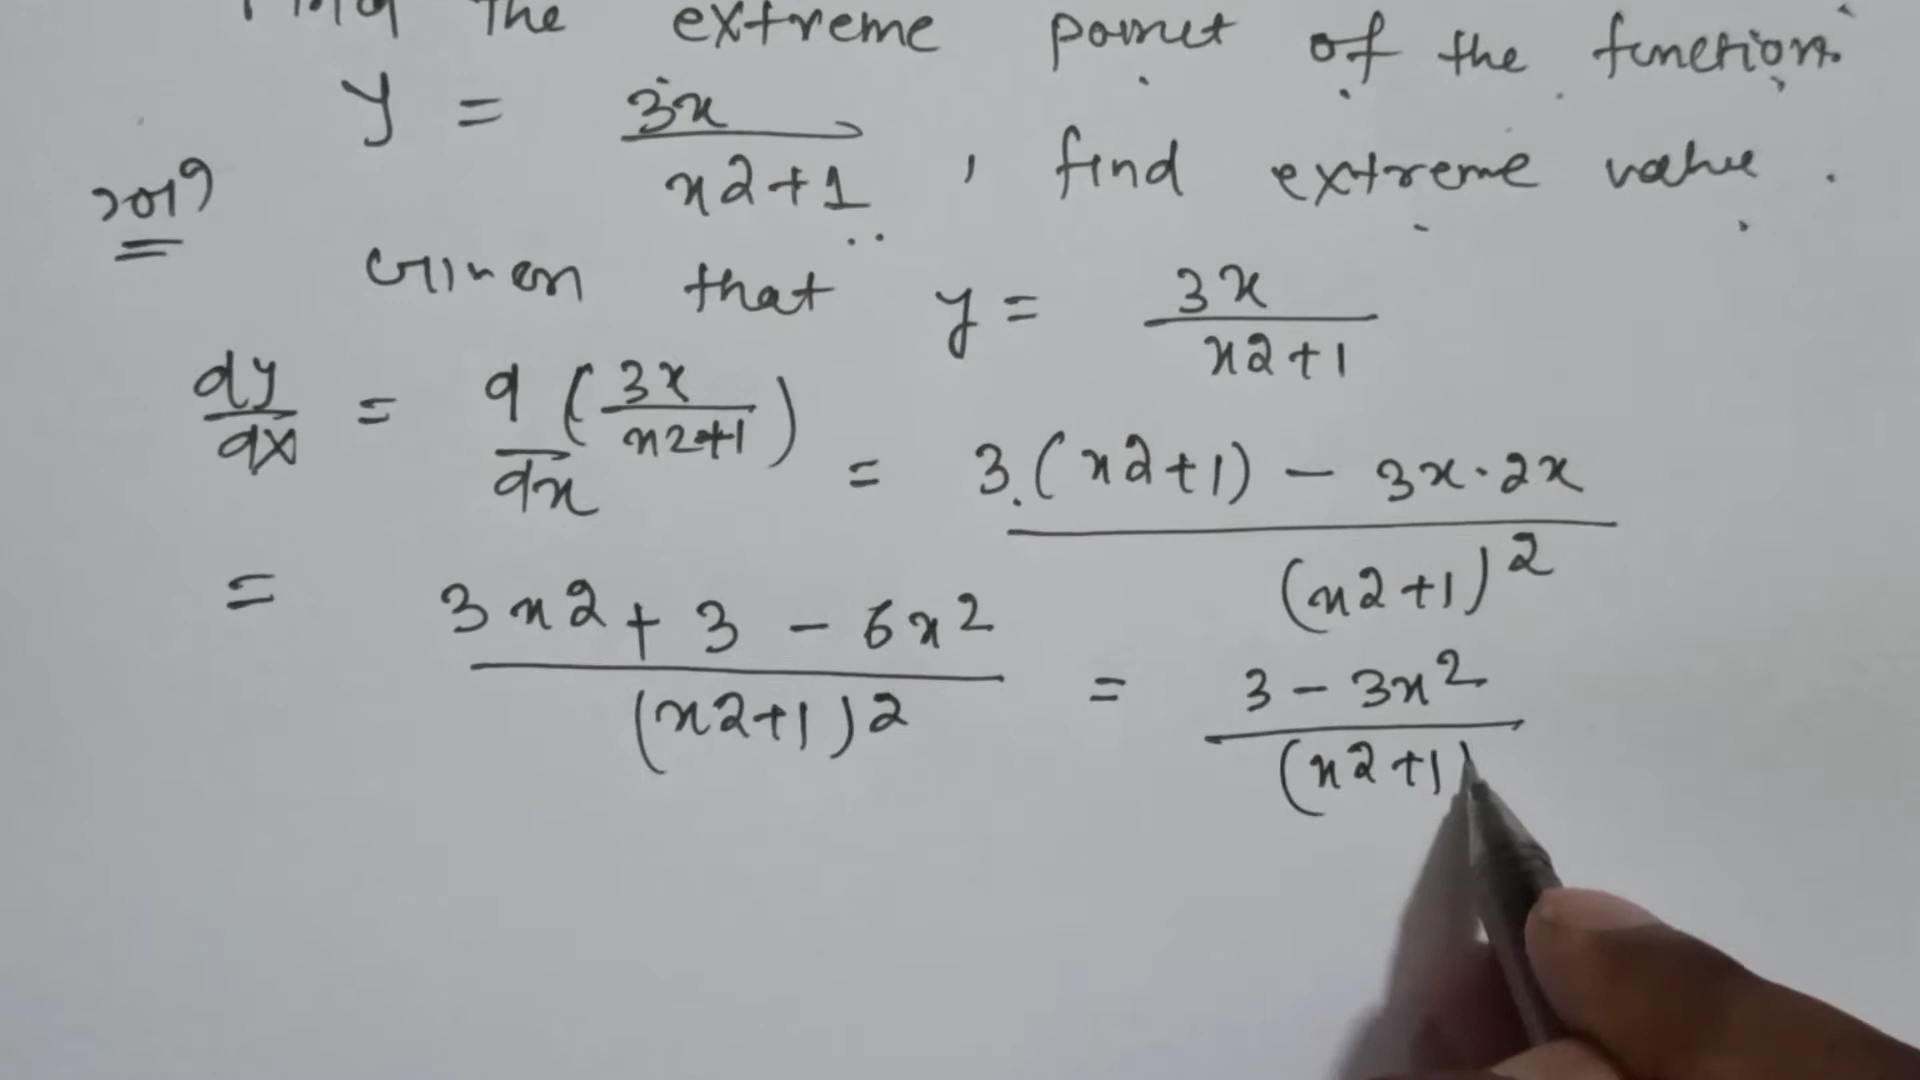 the extreme point of the function
y = 3x / x2+1 , find extreme value .
2019
Given that y = 3x / x2+1
dy/dx = d/dx (3x / x2+1) = 3.(x2+1) - 3x.2x / (x2+1)2
= 3x2 + 3 - 6x2 / (x2+1)2 = 3 - 3x2 / (x2+1)